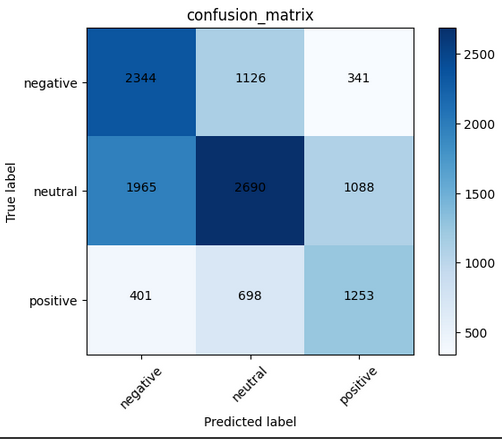 confusion_matrix
negative 2344 1126 341
neutral 1965 2690 1088
positive 401 698 1253
True label
negative neutral positive
Predicted label
2500
2000
1500
1000
500